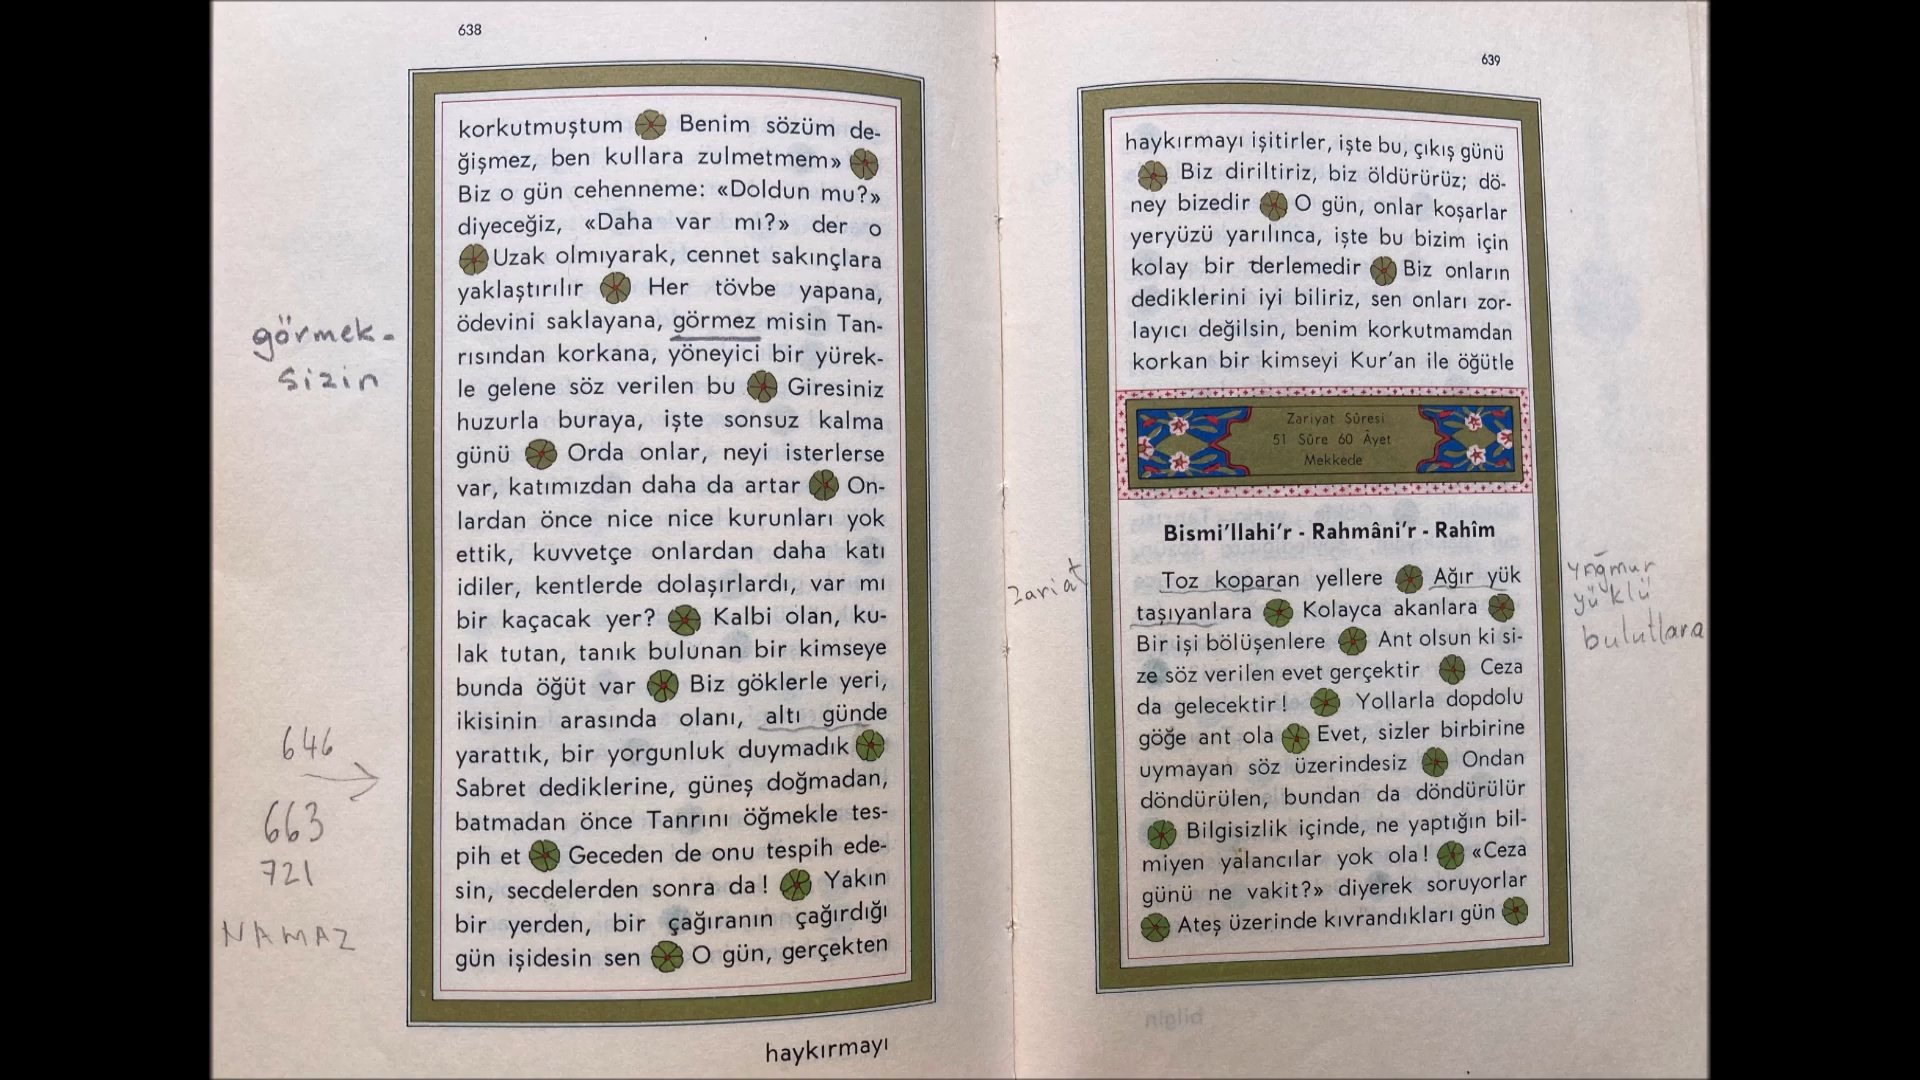 638
korkutmuştum Benim sözüm de-
ğişmez, ben kullara zulmetmem»
Biz o gün cehenneme: «Doldun mu?»
diyeceğiz, «Daha var mı?» der o
Uzak olmıyarak, cennet sakınçlara
yaklaştırılır Her tövbe yapana,
ödevini saklayana, görmez misin Tan-
rısından korkana, yöneyici bir yürek-
le gelene söz verilen bu Giresiniz
huzurla buraya, işte sonsuz kalma
günü Orda onlar, neyi isterlerse
var, katımızdan daha da artar On-
lardan önce nice nice kurunları yok
ettik, kuvvetçe onlardan daha katı
idiler, kentlerde dolaşırlardı, var mı
bir kaçacak yer? Kalbi olan, ku-
lak tutan, tanık bulunan bir kimseye
bunda öğüt var Biz göklerle yeri,
ikisinin arasında olanı, altı günde
yarattık, bir yorgunluk duymadık
Sabret dediklerine, güneş doğmadan,
batmadan önce Tanrını öğmekle tes-
pih et Geceden de onu tespih ede-
sin, secdelerden sonra da! Yakın
bir yerden, bir çağıranın çağırdığı
gün işidesin sen O gün, gerçekten
haykırmayı
görmek-
sizin
646
663
721
NAMAZ
639
haykırmayı işitirler, işte bu, çıkış günü
Biz diriltiriz, biz öldürürüz; dö-
ney bizedir O gün, onlar koşarlar
yeryüzü yarılınca, işte bu bizim için
kolay bir derlemedir Biz onların
dediklerini iyi biliriz, sen onları zor-
layıcı değilsin, benim korkutmamdan
korkan bir kimseyi Kur'an ile öğütle
Zariyat Sûresi
51 Sûre 60 Âyet
Mekkede
Bismi'llahi'r - Rahmâni'r - Rahîm
Toz koparan yellere Ağır yük
taşıyanlara Kolayca akanlara
Bir işi bölüşenlere Ant olsun ki si-
ze söz verilen evet gerçektir Ceza
da gelecektir! Yollarla dopdolu
göğe ant ola Evet, sizler birbirine
uymayan söz üzerindesiz Ondan
döndürülen, bundan da döndürülür
Bilgisizlik içinde, ne yaptığın bil-
miyen yalancılar yok ola! «Ceza
günü ne vakit?» diyerek soruyorlar
Ateş üzerinde kıvrandıkları gün
Zariat
yağmur
yüklü
bulutlara